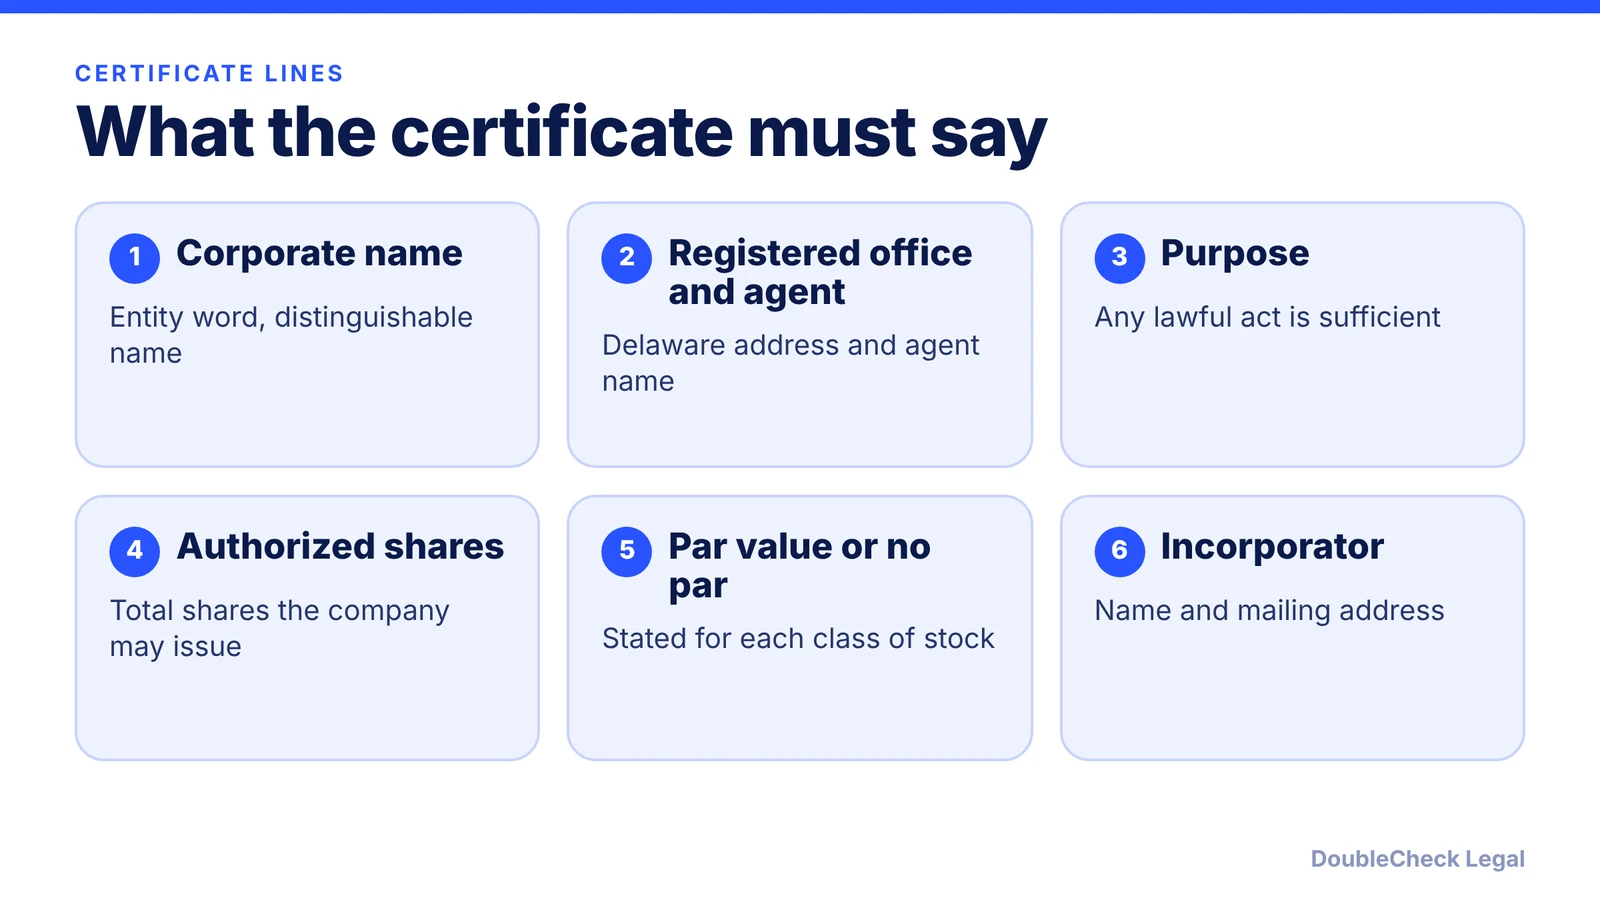 CERTIFICATE LINES
What the certificate must say
1
Corporate name
Entity word, distinguishable
name
2
Registered office
and agent
Delaware address and agent
name
3
Purpose
Any lawful act is sufficient
4
Authorized shares
Total shares the company
may issue
5
Par value or no
par
Stated for each class of stock
6
Incorporator
Name and mailing address
DoubleCheck Legal